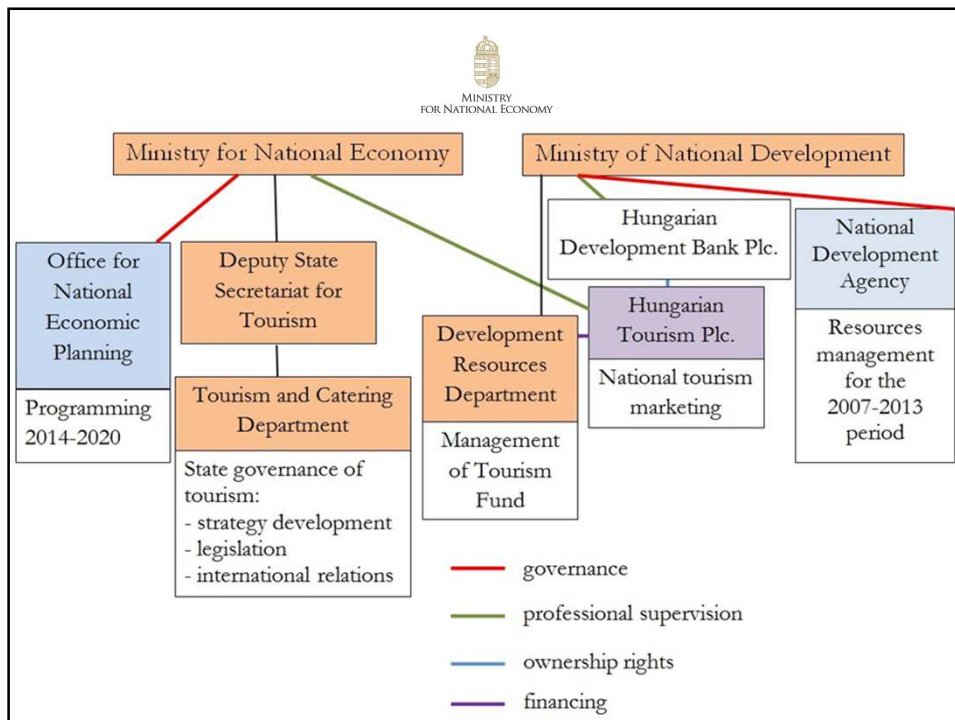 MINISTRY
FOR NATIONAL ECONOMY
Ministry for National Economy
Ministry of National Development
Office for
National
Economic
Planning
Programming
2014-2020
Deputy State
Secretariat for
Tourism
Tourism and Catering
Department
State governance of
tourism:
- strategy development
- legislation
- international relations
Development
Resources
Department
Management
of Tourism
Fund
Hungarian
Development Bank Plc.
Hungarian
Tourism Plc.
National tourism
marketing
National
Development
Agency
Resources
management
for the
2007-2013
period
governance
professional supervision
ownership rights
financing